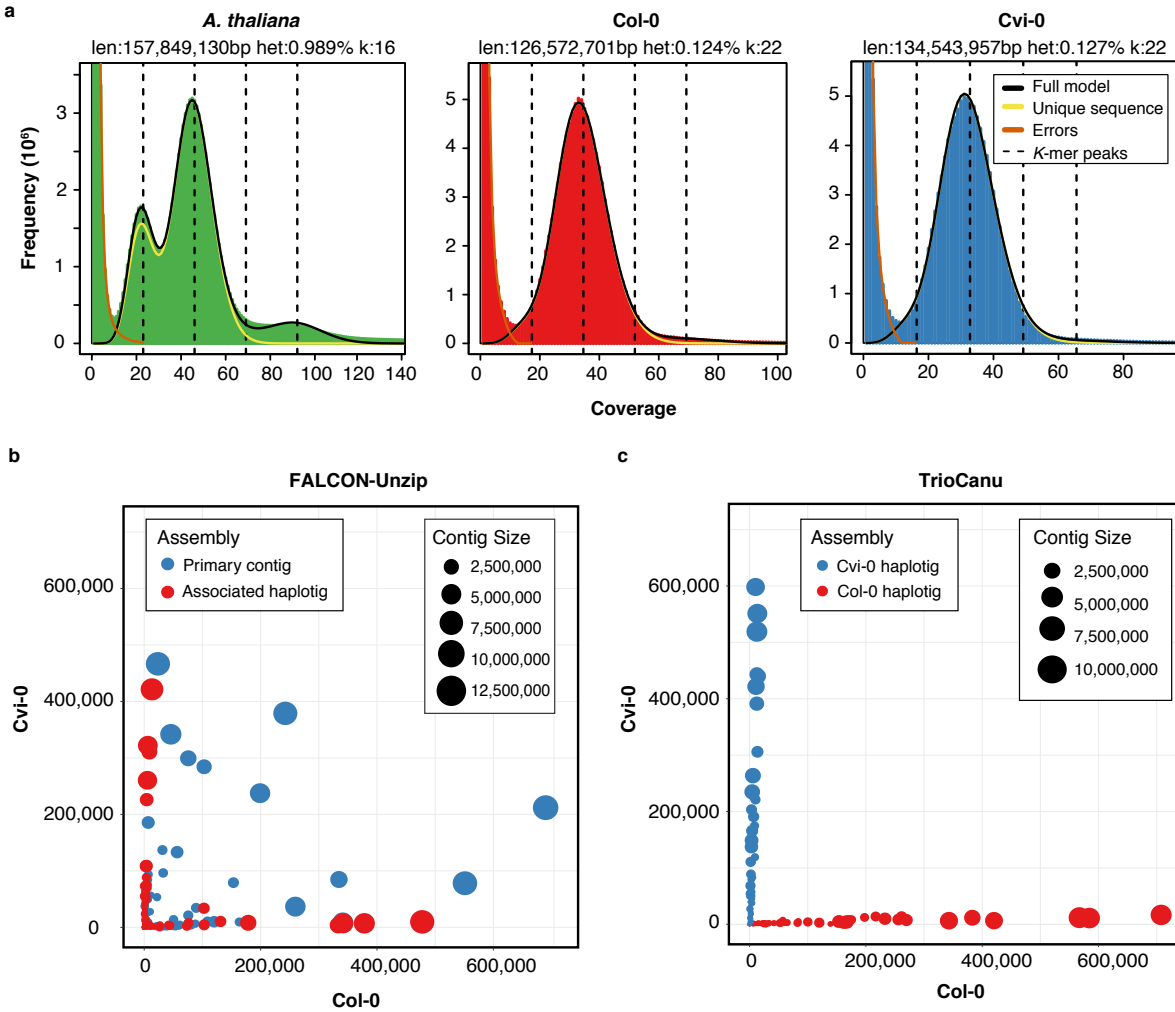 a
A. thaliana
len:157,849,130bp het:0.989% k:16
Col-0
len:126,572,701bp het:0.124% k:22
Cvi-0
len:134,543,957bp het:0.127% k:22
Frequency (10⁶)
3
2
1
0
0 20 40 60 80 100 120 140
5
4
3
2
1
0
0 20 40 60 80 100
5
4
3
2
1
0
0 20 40 60 80
Full model
Unique sequence
Errors
K-mer peaks
Coverage
b
FALCON-Unzip
Assembly
Primary contig
Associated haplotig
Contig Size
2,500,000
5,000,000
7,500,000
10,000,000
12,500,000
Cvi-0
600,000
400,000
200,000
0
0 200,000 400,000 600,000
Col-0
c
TrioCanu
Assembly
Cvi-0 haplotig
Col-0 haplotig
Contig Size
2,500,000
5,000,000
7,500,000
10,000,000
Cvi-0
600,000
400,000
200,000
0
0 200,000 400,000 600,000
Col-0